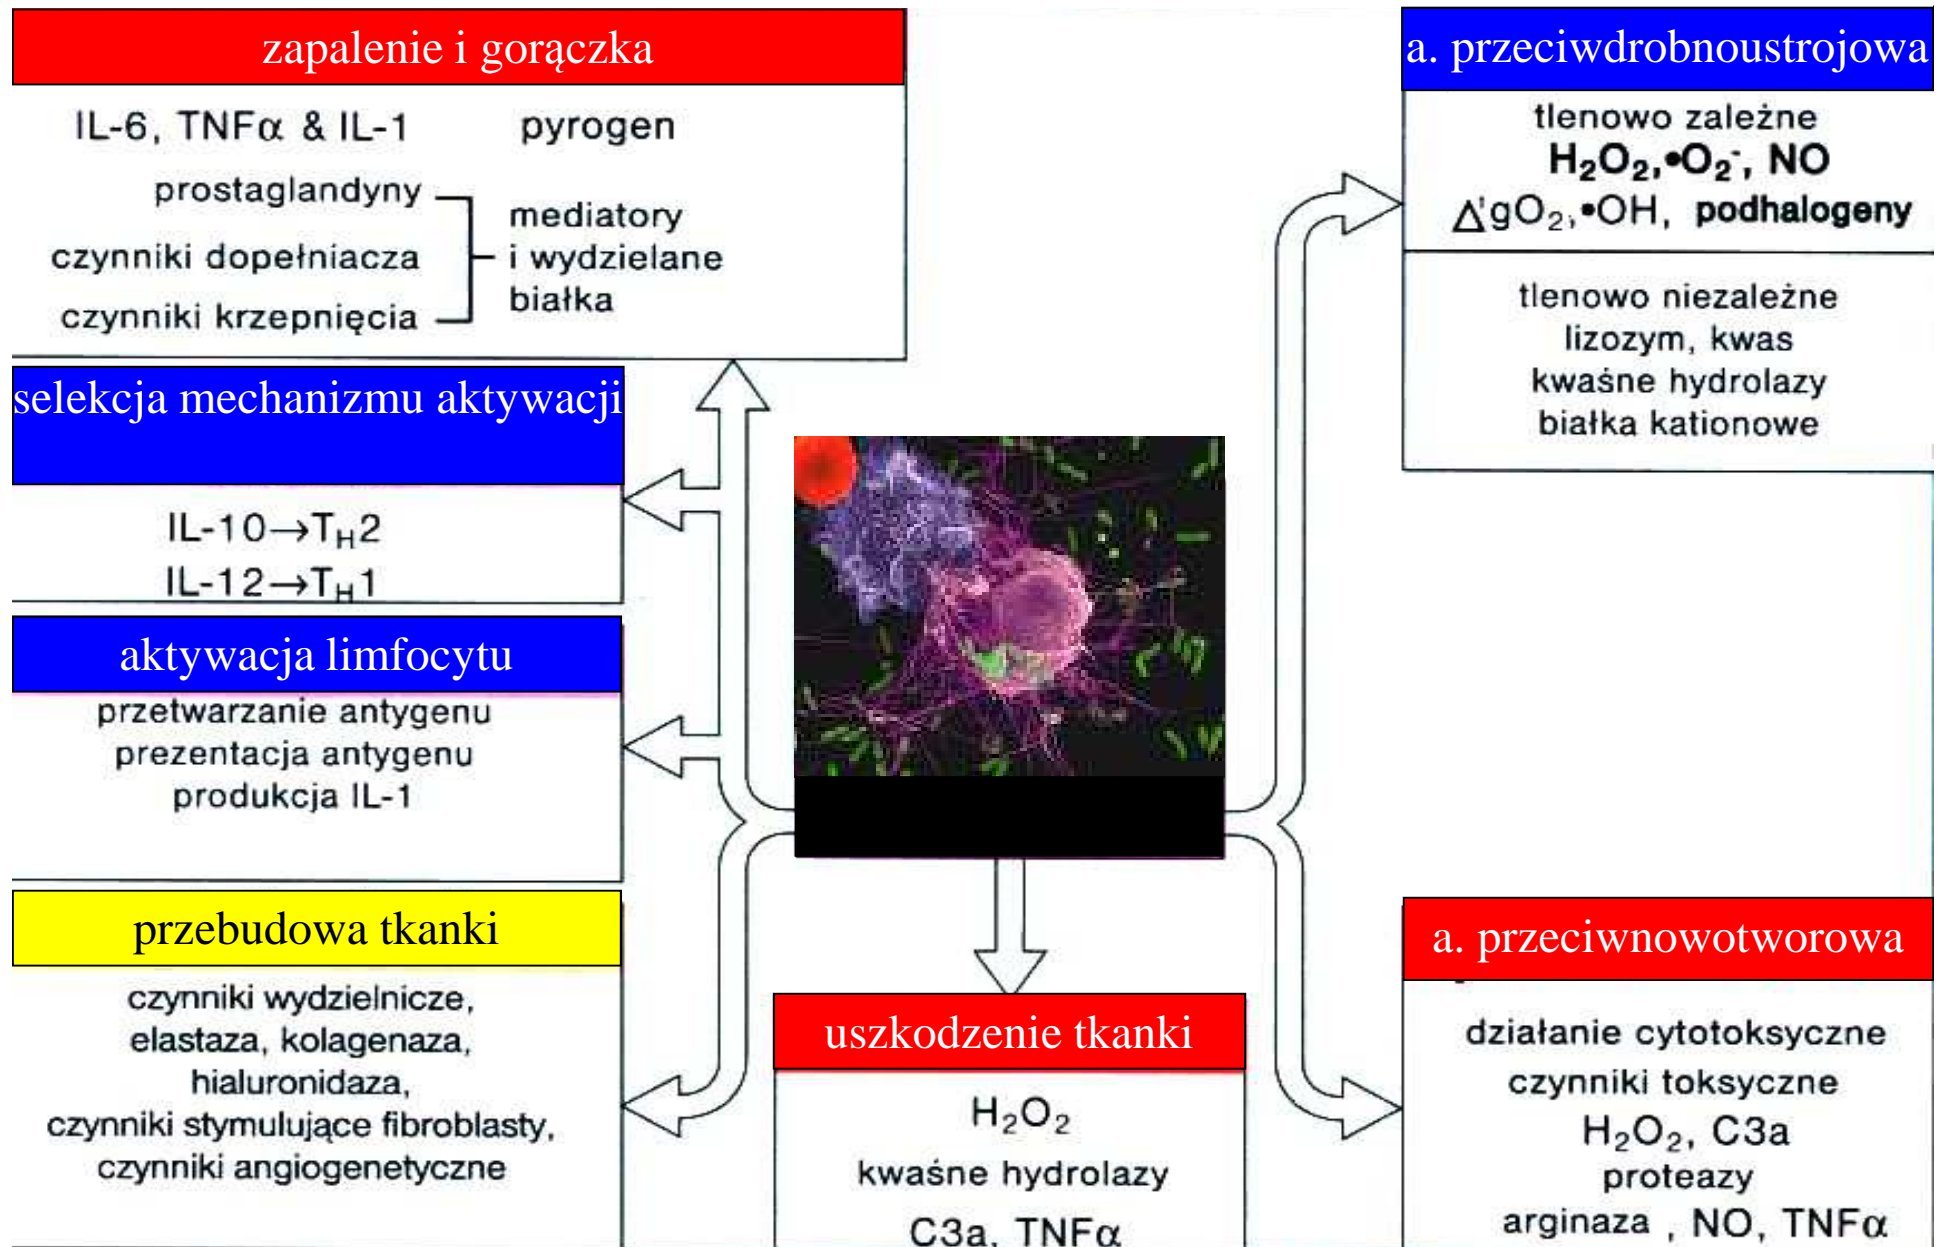 zapalenie i gorączka
IL-6, TNFα & IL-1 pyrogen
prostaglandyny
czynniki dopełniacza
czynniki krzepnięcia
mediatory
i wydzielane
białka
selekcja mechanizmu aktywacji
IL-10→TH2
IL-12→TH1
aktywacja limfocytu
przetwarzanie antygenu
prezentacja antygenu
produkcja IL-1
przebudowa tkanki
czynniki wydzielnicze,
elastaza, kolagenaza,
hialuronidaza,
czynniki stymulujące fibroblasty,
czynniki angiogenetyczne
uszkodzenie tkanki
H₂O₂
kwaśne hydrolazy
C3a, TNFα
a. przeciwdrobnoustrojowa
tlenowo zależne
H₂O₂,•O₂⁻, NO
Δ'gO₂,•OH, podhalogeny
tlenowo niezależne
lizozym, kwas
kwaśne hydrolazy
białka kationowe
a. przeciwnowotworowa
działanie cytotoksyczne
czynniki toksyczne
H₂O₂, C3a
proteazy
arginaza , NO, TNFα